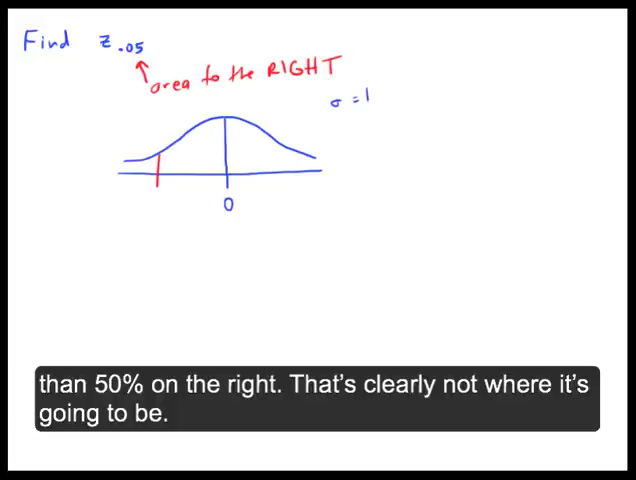 Find z.05
area to the RIGHT
σ = 1
0
than 50% on the right. That's clearly not where it's
going to be.